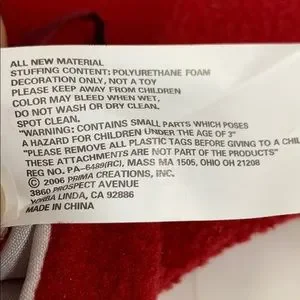 ALL NEW MATERIAL
STUFFING CONTENT: POLYURETHANE FOAM
DECORATION ONLY, NOT A TOY
PLEASE KEEP AWAY FROM CHILDREN
COLOR MAY BLEED WHEN WET,
DO NOT WASH OR DRY CLEAN.
SPOT CLEAN.
"WARNING: CONTAINS SMALL PARTS WHICH POSES
A HAZARD FOR CHILDREN UNDER THE AGE OF 3"
"PLEASE REMOVE ALL PLASTIC TAGS BEFORE GIVING TO A CHIL
THESE ATTACHMENTS ARE NOT PART OF THE PRODUCTS"
REG NO. PA-6489(RC), MASS MA 1505, OHIO OH 21208
© 2006 PRIMA CREATIONS, INC.
3860 PROSPECT AVENUE
YORBA LINDA, CA 92886
MADE IN CHINA